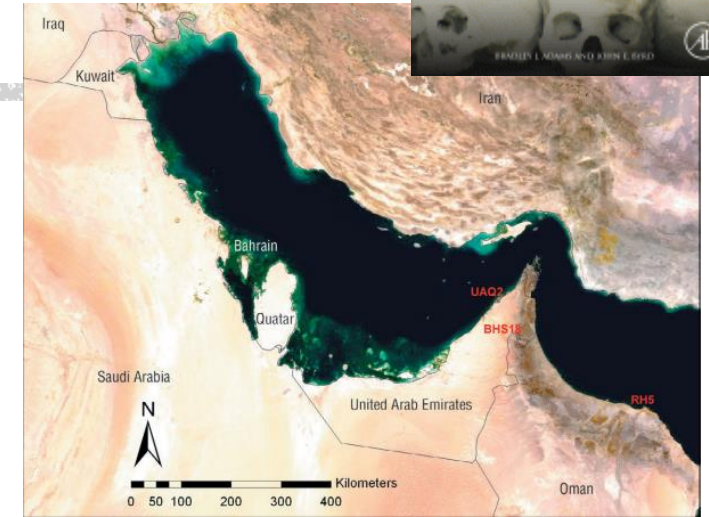 Iraq
BRADLEY J. ADAMS AND JOHN E. BYRD
Kuwait
Iran
Bahrain
UAQ2
Quatar
BHS18
Saudi Arabia
RH5
United Arab Emirates
N
Kilometers
0 50 100 200 300 400
Oman